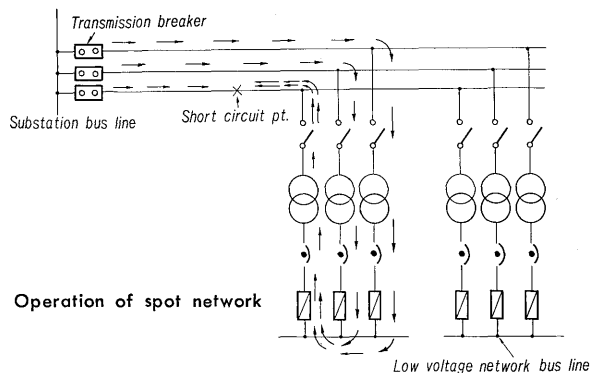 Transmission breaker
Substation bus line
Short circuit pt.
Operation of spot network
Low voltage network bus line